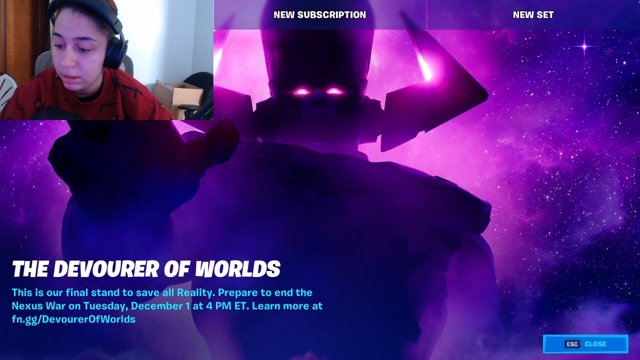 NEW SUBSCRIPTION
NEW SET
THE DEVOURER OF WORLDS
This is our final stand to save all Reality. Prepare to end the
Nexus War on Tuesday, December 1 at 4 PM ET. Learn more at
fn.gg/DevourerOfWorlds
ESC CLOSE